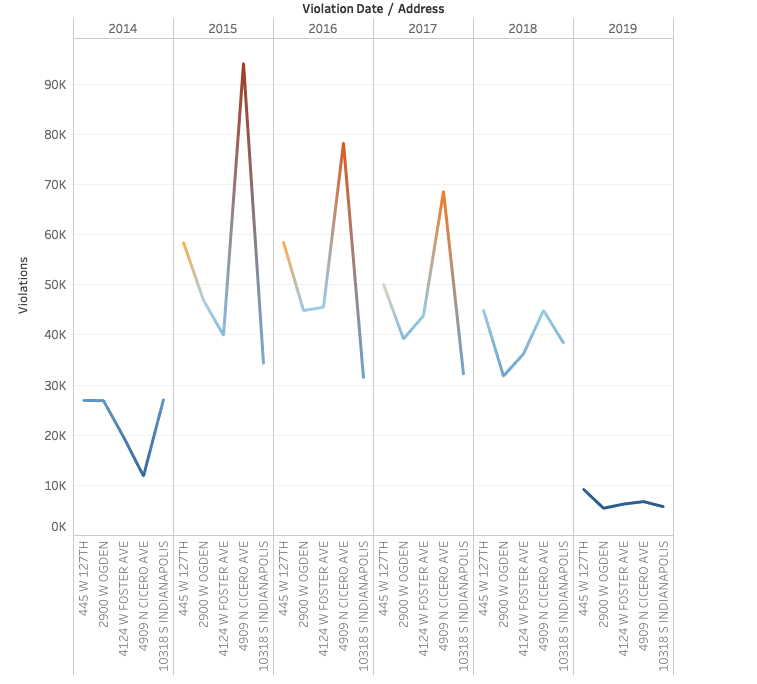 Violation Date / Address
2014 2015 2016 2017 2018 2019
90K
80K
70K
60K
50K
40K
30K
20K
10K
0K
Violations
445 W 127TH
2900 W OGDEN
4124 W FOSTER AVE
4909 N CICERO AVE
10318 S INDIANAPOLIS
445 W 127TH
2900 W OGDEN
4124 W FOSTER AVE
4909 N CICERO AVE
10318 S INDIANAPOLIS
445 W 127TH
2900 W OGDEN
4124 W FOSTER AVE
4909 N CICERO AVE
10318 S INDIANAPOLIS
445 W 127TH
2900 W OGDEN
4124 W FOSTER AVE
4909 N CICERO AVE
10318 S INDIANAPOLIS
445 W 127TH
2900 W OGDEN
4124 W FOSTER AVE
4909 N CICERO AVE
10318 S INDIANAPOLIS
445 W 127TH
2900 W OGDEN
4124 W FOSTER AVE
4909 N CICERO AVE
10318 S INDIANAPOLIS